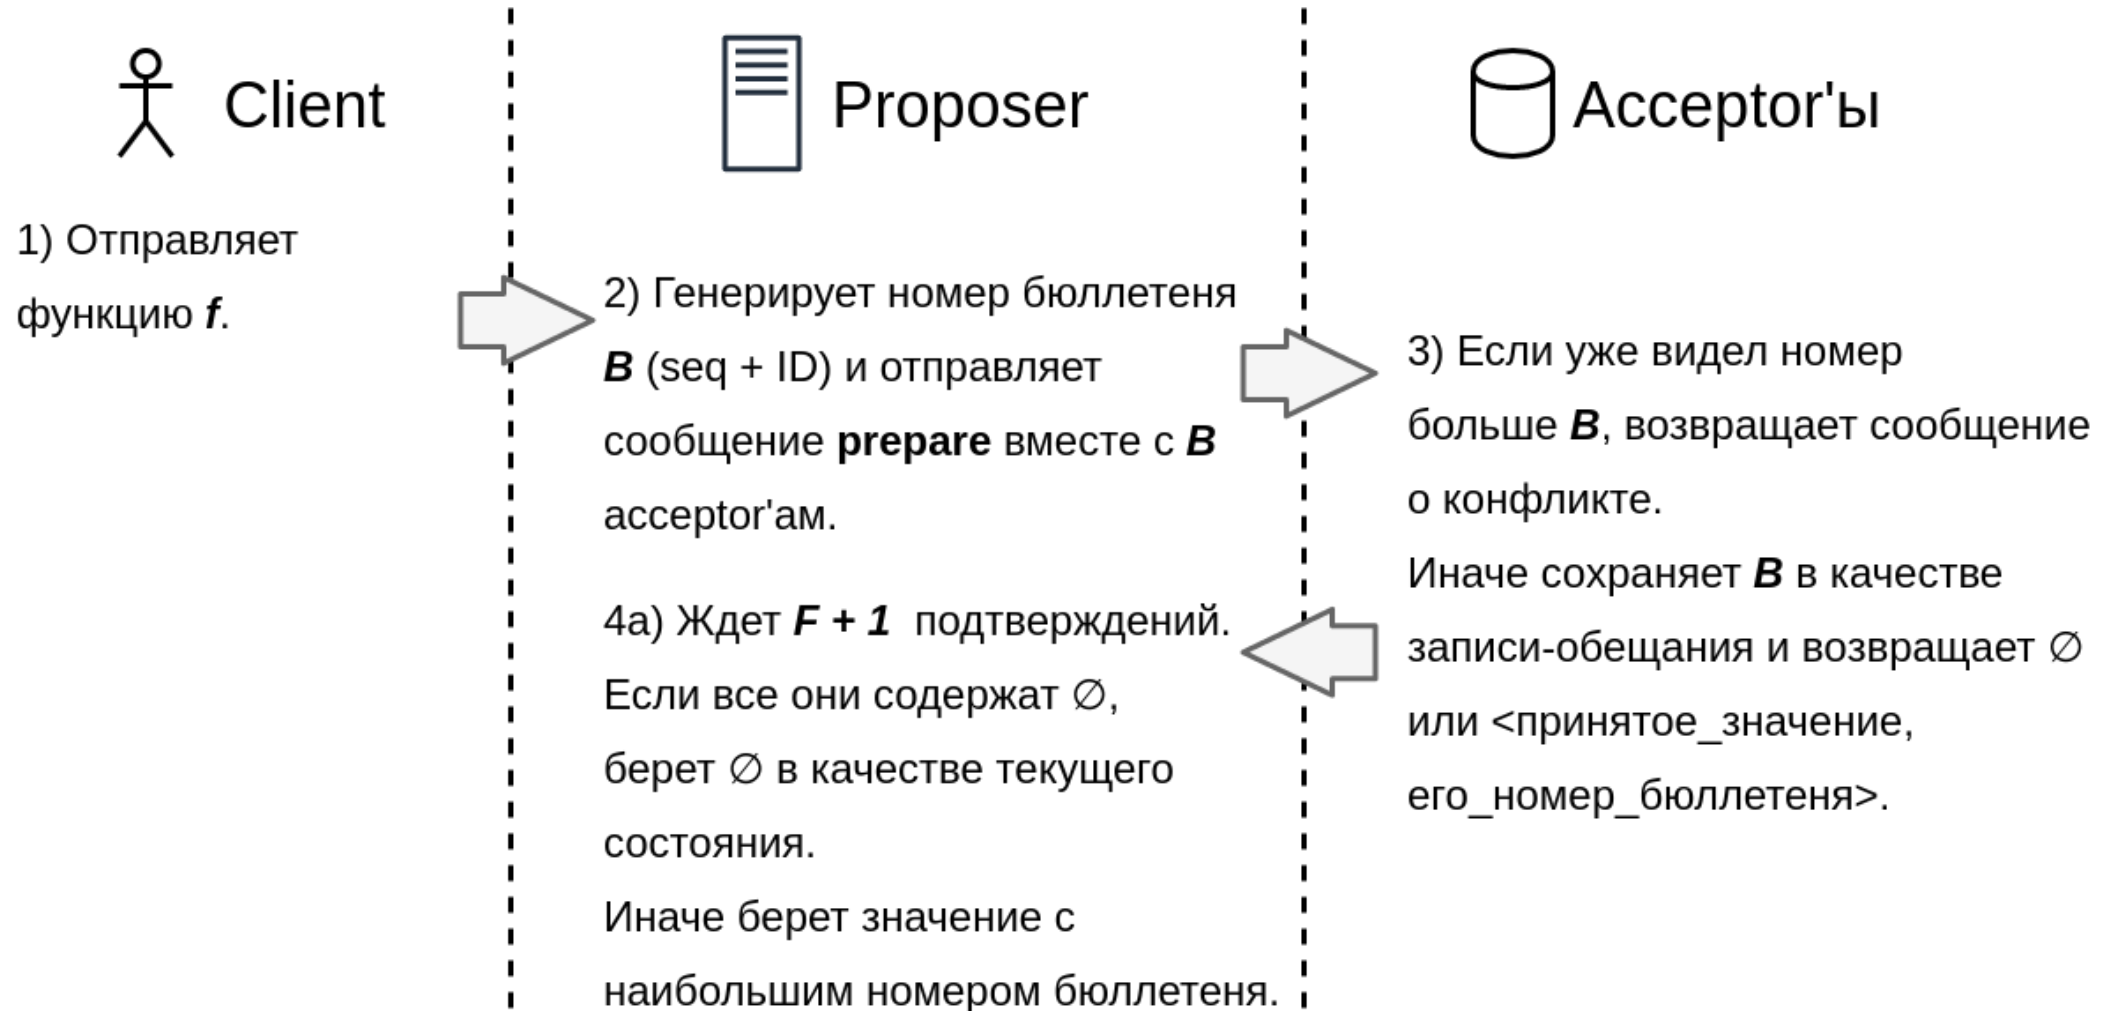 Client
Proposer
Acceptor'ы
1) Отправляет
функцию f.
2) Генерирует номер бюллетеня
B (seq + ID) и отправляет
сообщение prepare вместе с B
acceptor'ам.
3) Если уже видел номер
больше B, возвращает сообщение
о конфликте.
Иначе сохраняет B в качестве
записи-обещания и возвращает ∅
или <принятое_значение,
его_номер_бюллетеня>.
4а) Ждет F + 1 подтверждений.
Если все они содержат ∅,
берет ∅ в качестве текущего
состояния.
Иначе берет значение с
наибольшим номером бюллетеня.